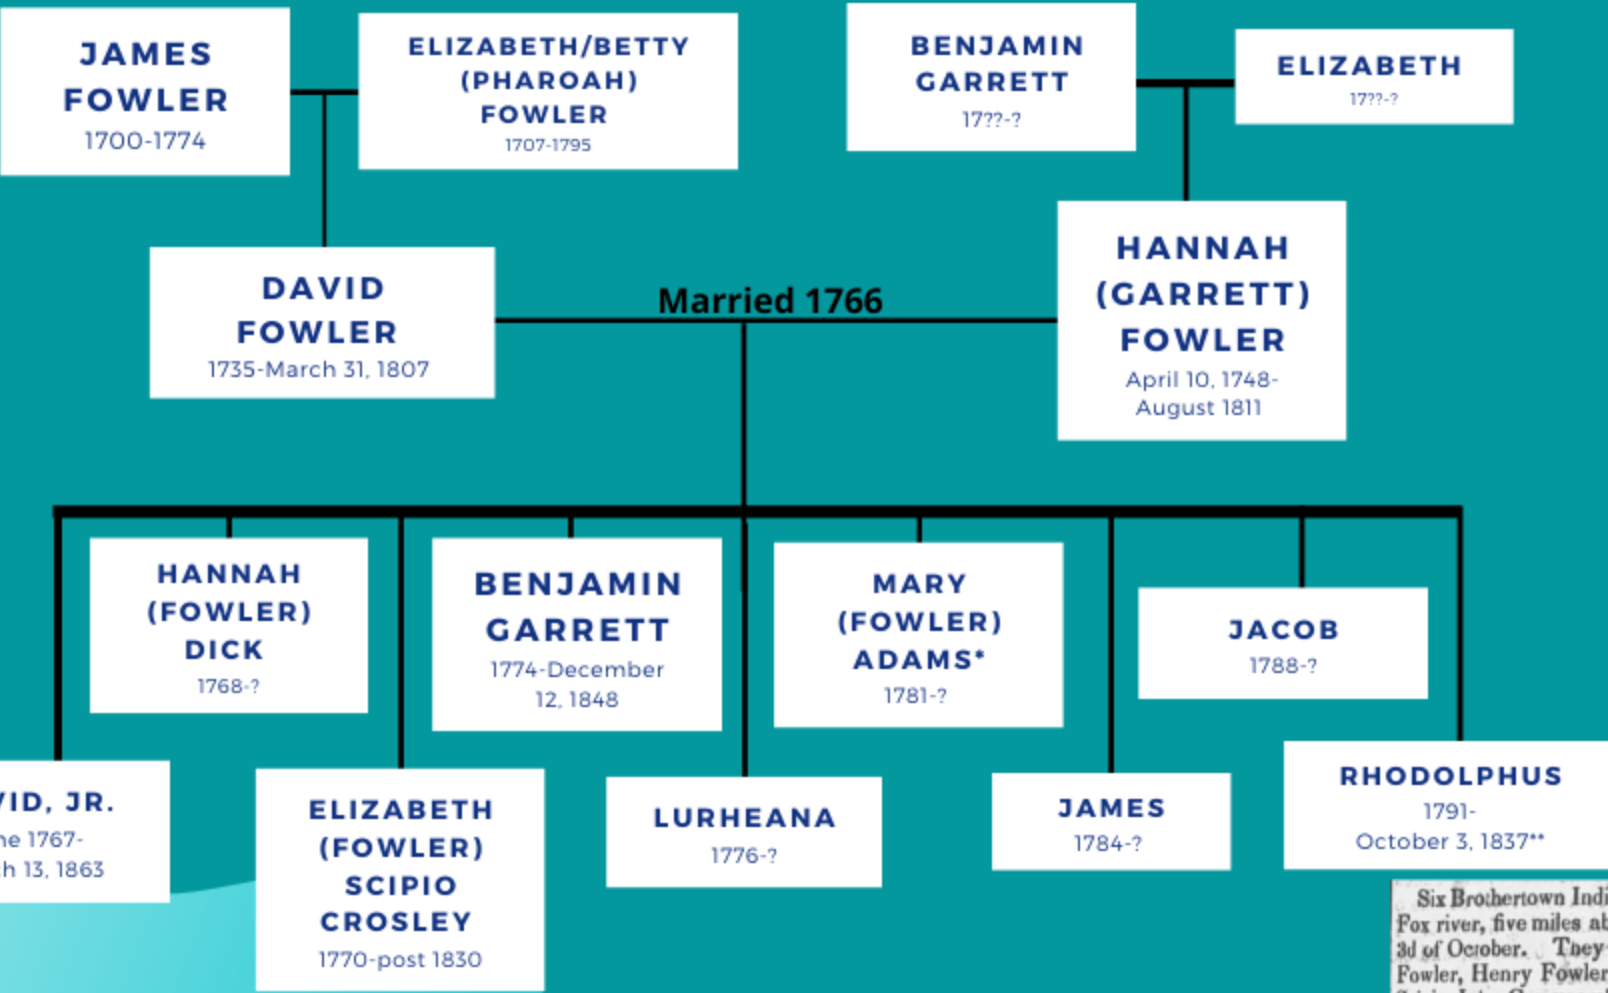 JAMES
FOWLER
1700-1774
ELIZABETH/BETTY
(PHAROAH)
FOWLER
1707-1795
BENJAMIN
GARRETT
17??-?
ELIZABETH
17??-?
DAVID
FOWLER
1735-March 31, 1807
Married 1766
HANNAH
(GARRETT)
FOWLER
April 10, 1748-
August 1811
HANNAH
(FOWLER)
DICK
1768-?
BENJAMIN
GARRETT
1774-December
12, 1848
MARY
(FOWLER)
ADAMS*
1781-?
JACOB
1788-?
VID, JR.
ne 1767-
ch 13, 1863
ELIZABETH
(FOWLER)
SCIPIO
CROSLEY
1770-post 1830
LURHEANA
1776-?
JAMES
1784-?
RHODOLPHUS
1791-
October 3, 1837**
Six Brothertown Indi
Fox river, five miles ab
3d of October. They
Fowler, Henry Fowler